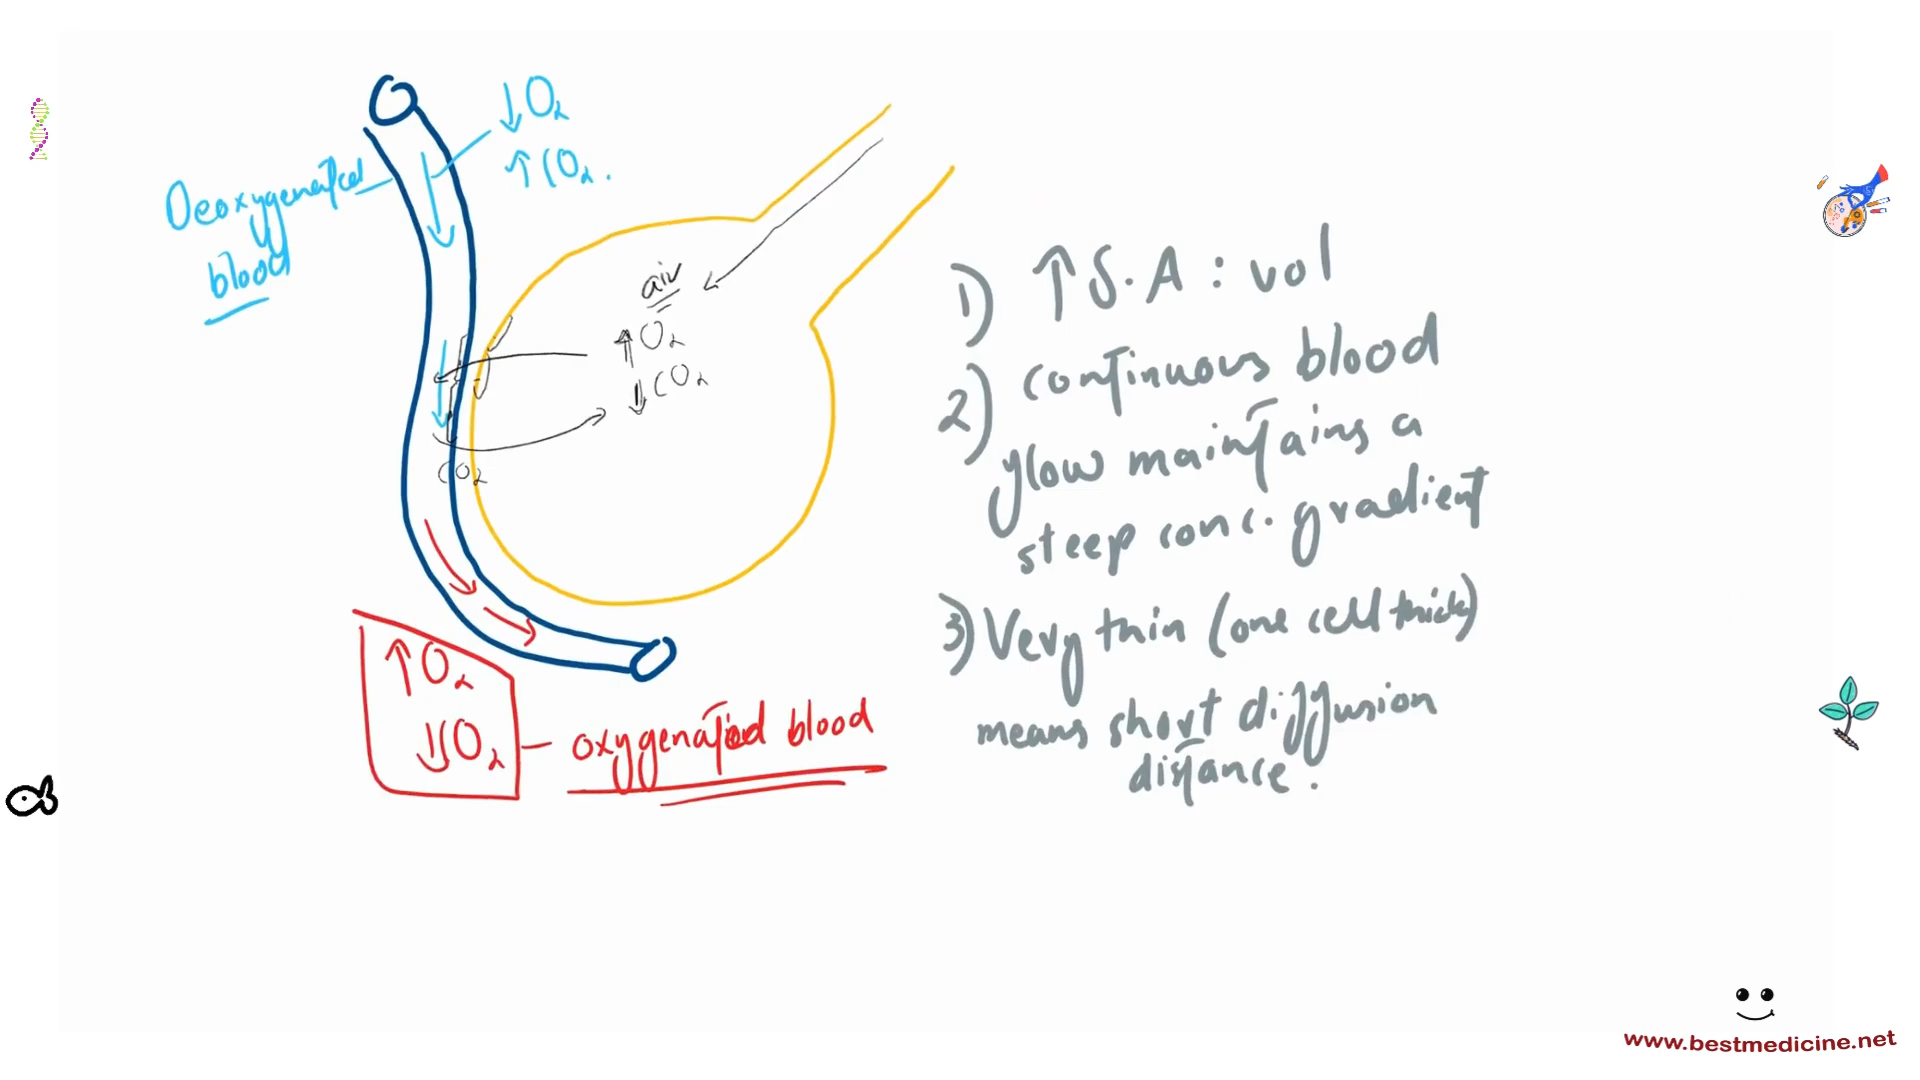 ↓O₂
↑CO₂.
Deoxygenated
blood
air
↑O₂
↓CO₂
CO₂
↑O₂
↓CO₂
oxygenated blood
1) ↑S.A : vol
2) continuous blood
flow maintains a
steep conc. gradient
3) Very thin (one cell thick)
means short diffusion
distance.
www.bestmedicine.net